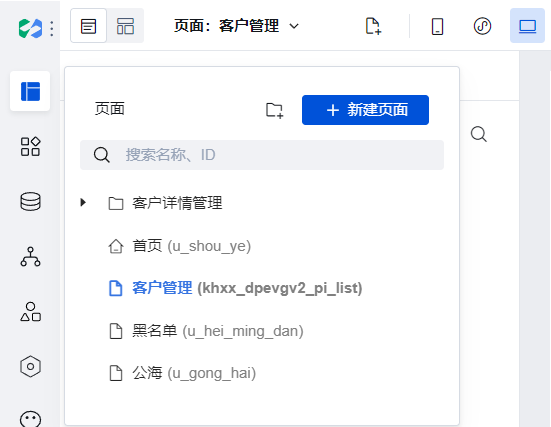 页面：客户管理
页面
新建页面
搜索名称、ID
客户详情管理
首页 (u_shou_ye)
客户管理 (khxx_dpevgv2_pi_list)
黑名单 (u_hei_ming_dan)
公海 (u_gong_hai)